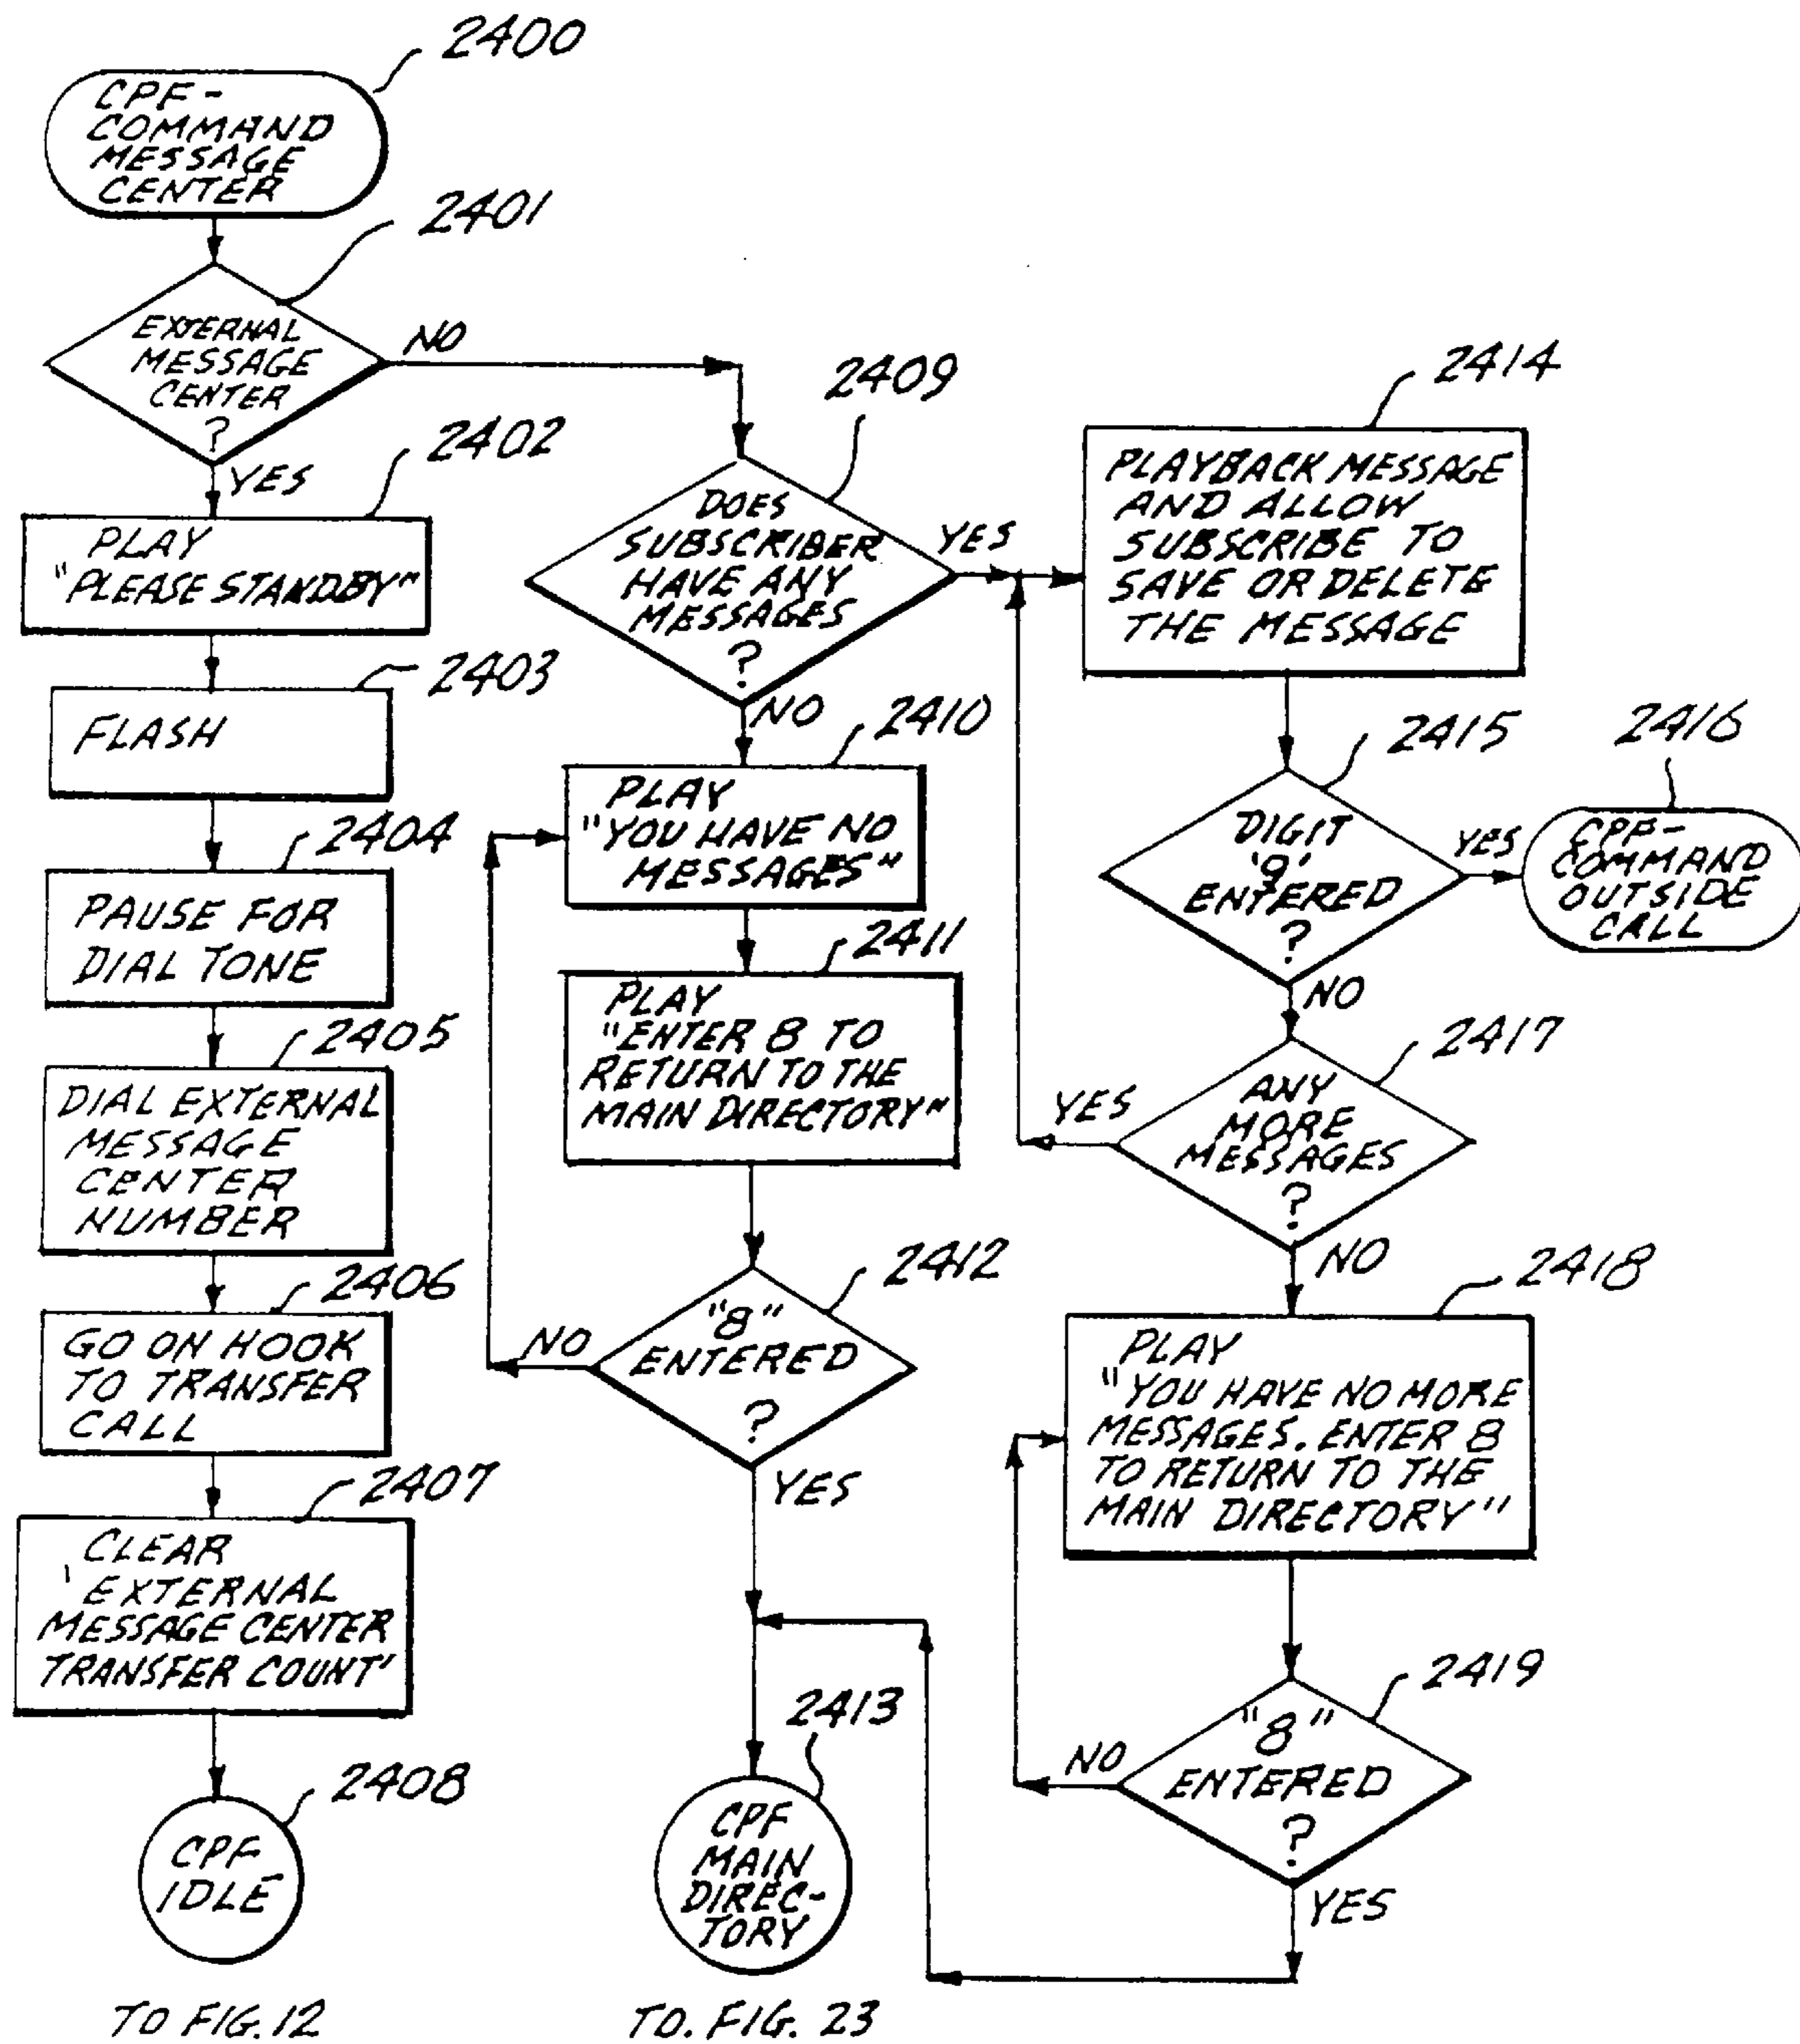 2400
CPF-
COMMAND
MESSAGE
CENTER
2401
EXTERNAL
MESSAGE
CENTER
?
NO
YES
2402
PLAY
"PLEASE STANDBY"
2403
FLASH
2404
PAUSE FOR
DIAL TONE
2405
DIAL EXTERNAL
MESSAGE
CENTER
NUMBER
2406
GO ON HOOK
TO TRANSFER
CALL
2407
CLEAR
'EXTERNAL
MESSAGE CENTER
TRANSFER COUNT'
2408
CPF
IDLE
TO FIG. 12
2409
DOES
SUBSCRIBER
HAVE ANY
MESSAGES
?
YES
NO
2410
PLAY
"YOU HAVE NO
MESSAGES"
2411
PLAY
"ENTER 8 TO
RETURN TO THE
MAIN DIRECTORY"
2412
"8"
ENTERED
?
NO
YES
2413
CPF
MAIN
DIREC-
TORY
TO. FIG. 23
2414
PLAYBACK MESSAGE
AND ALLOW
SUBSCRIBE TO
SAVE OR DELETE
THE MESSAGE
2415
DIGIT
'9'
ENTERED
?
YES
NO
2416
CPF-
COMMAND
OUTSIDE
CALL
2417
ANY
MORE
MESSAGES
?
YES
NO
2418
PLAY
"YOU HAVE NO MORE
MESSAGES. ENTER 8
TO RETURN TO THE
MAIN DIRECTORY"
2419
"8"
ENTERED
?
NO
YES